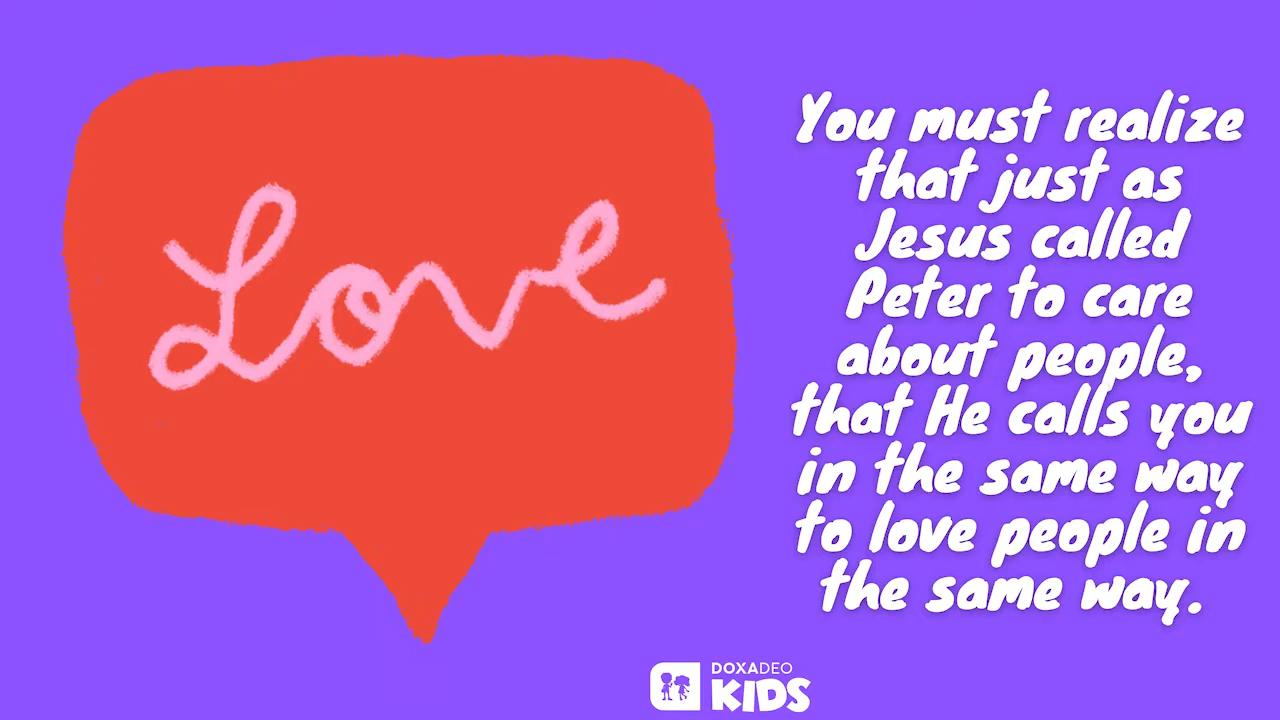 Love
You must realize
that just as
Jesus called
Peter to care
about people,
that He calls you
in the same way
to love people in
the same way.
DOXADEO
KIDS